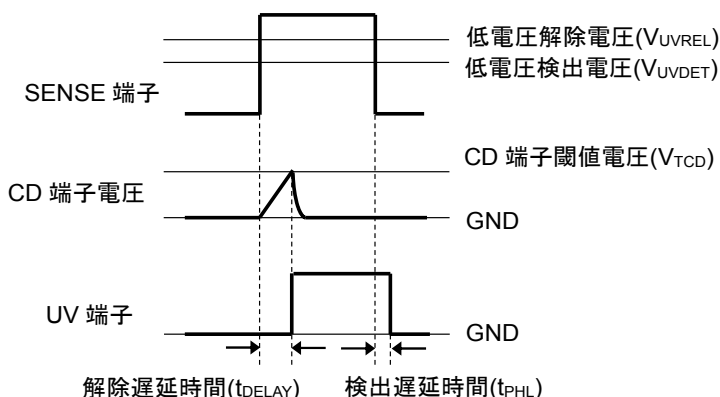 低電圧解除電圧(VUVREL)
低電圧検出電圧(VUVDET)
SENSE 端子
CD 端子閾値電圧(VTCD)
CD 端子電圧
GND
UV 端子
GND
解除遅延時間(tDELAY)
検出遅延時間(tPHL)